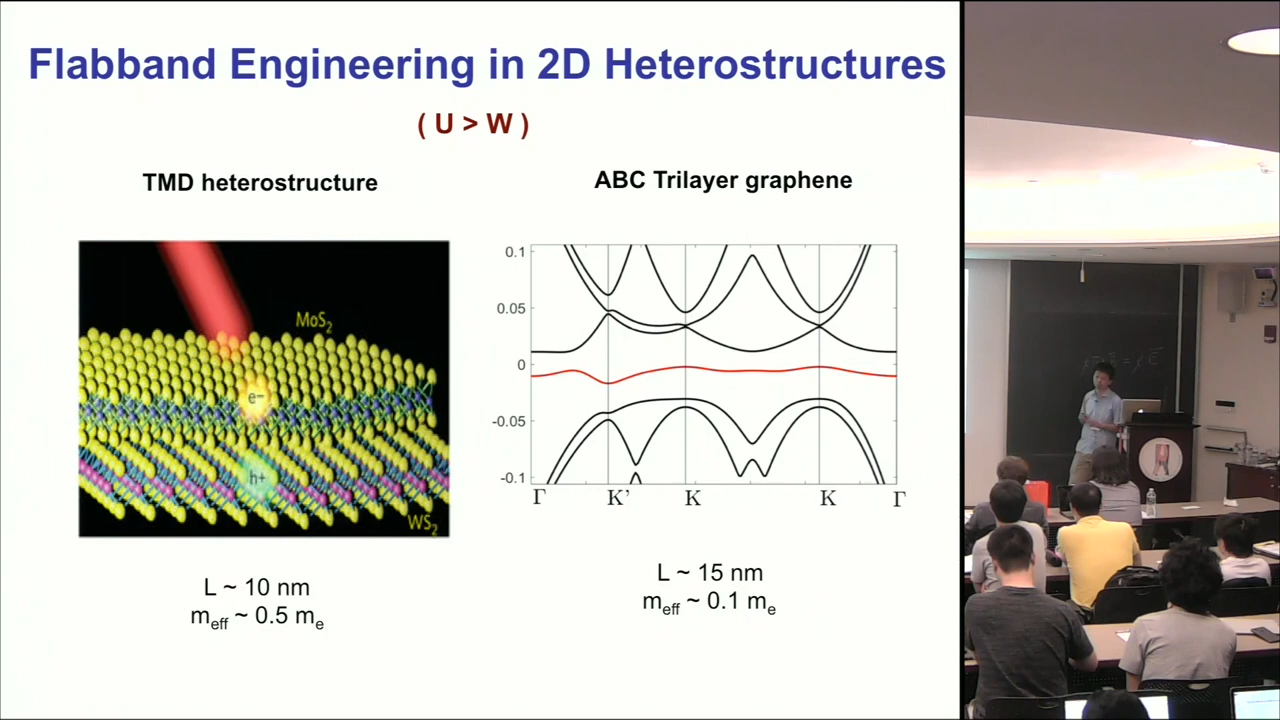 Flabband Engineering in 2D Heterostructures
( U > W )
TMD heterostructure
ABC Trilayer graphene
MoS2
e-
h+
WS2
0.1
0.05
0
-0.05
-0.1
Γ K' K K Γ
L ~ 10 nm
meff ~ 0.5 me
L ~ 15 nm
meff ~ 0.1 me